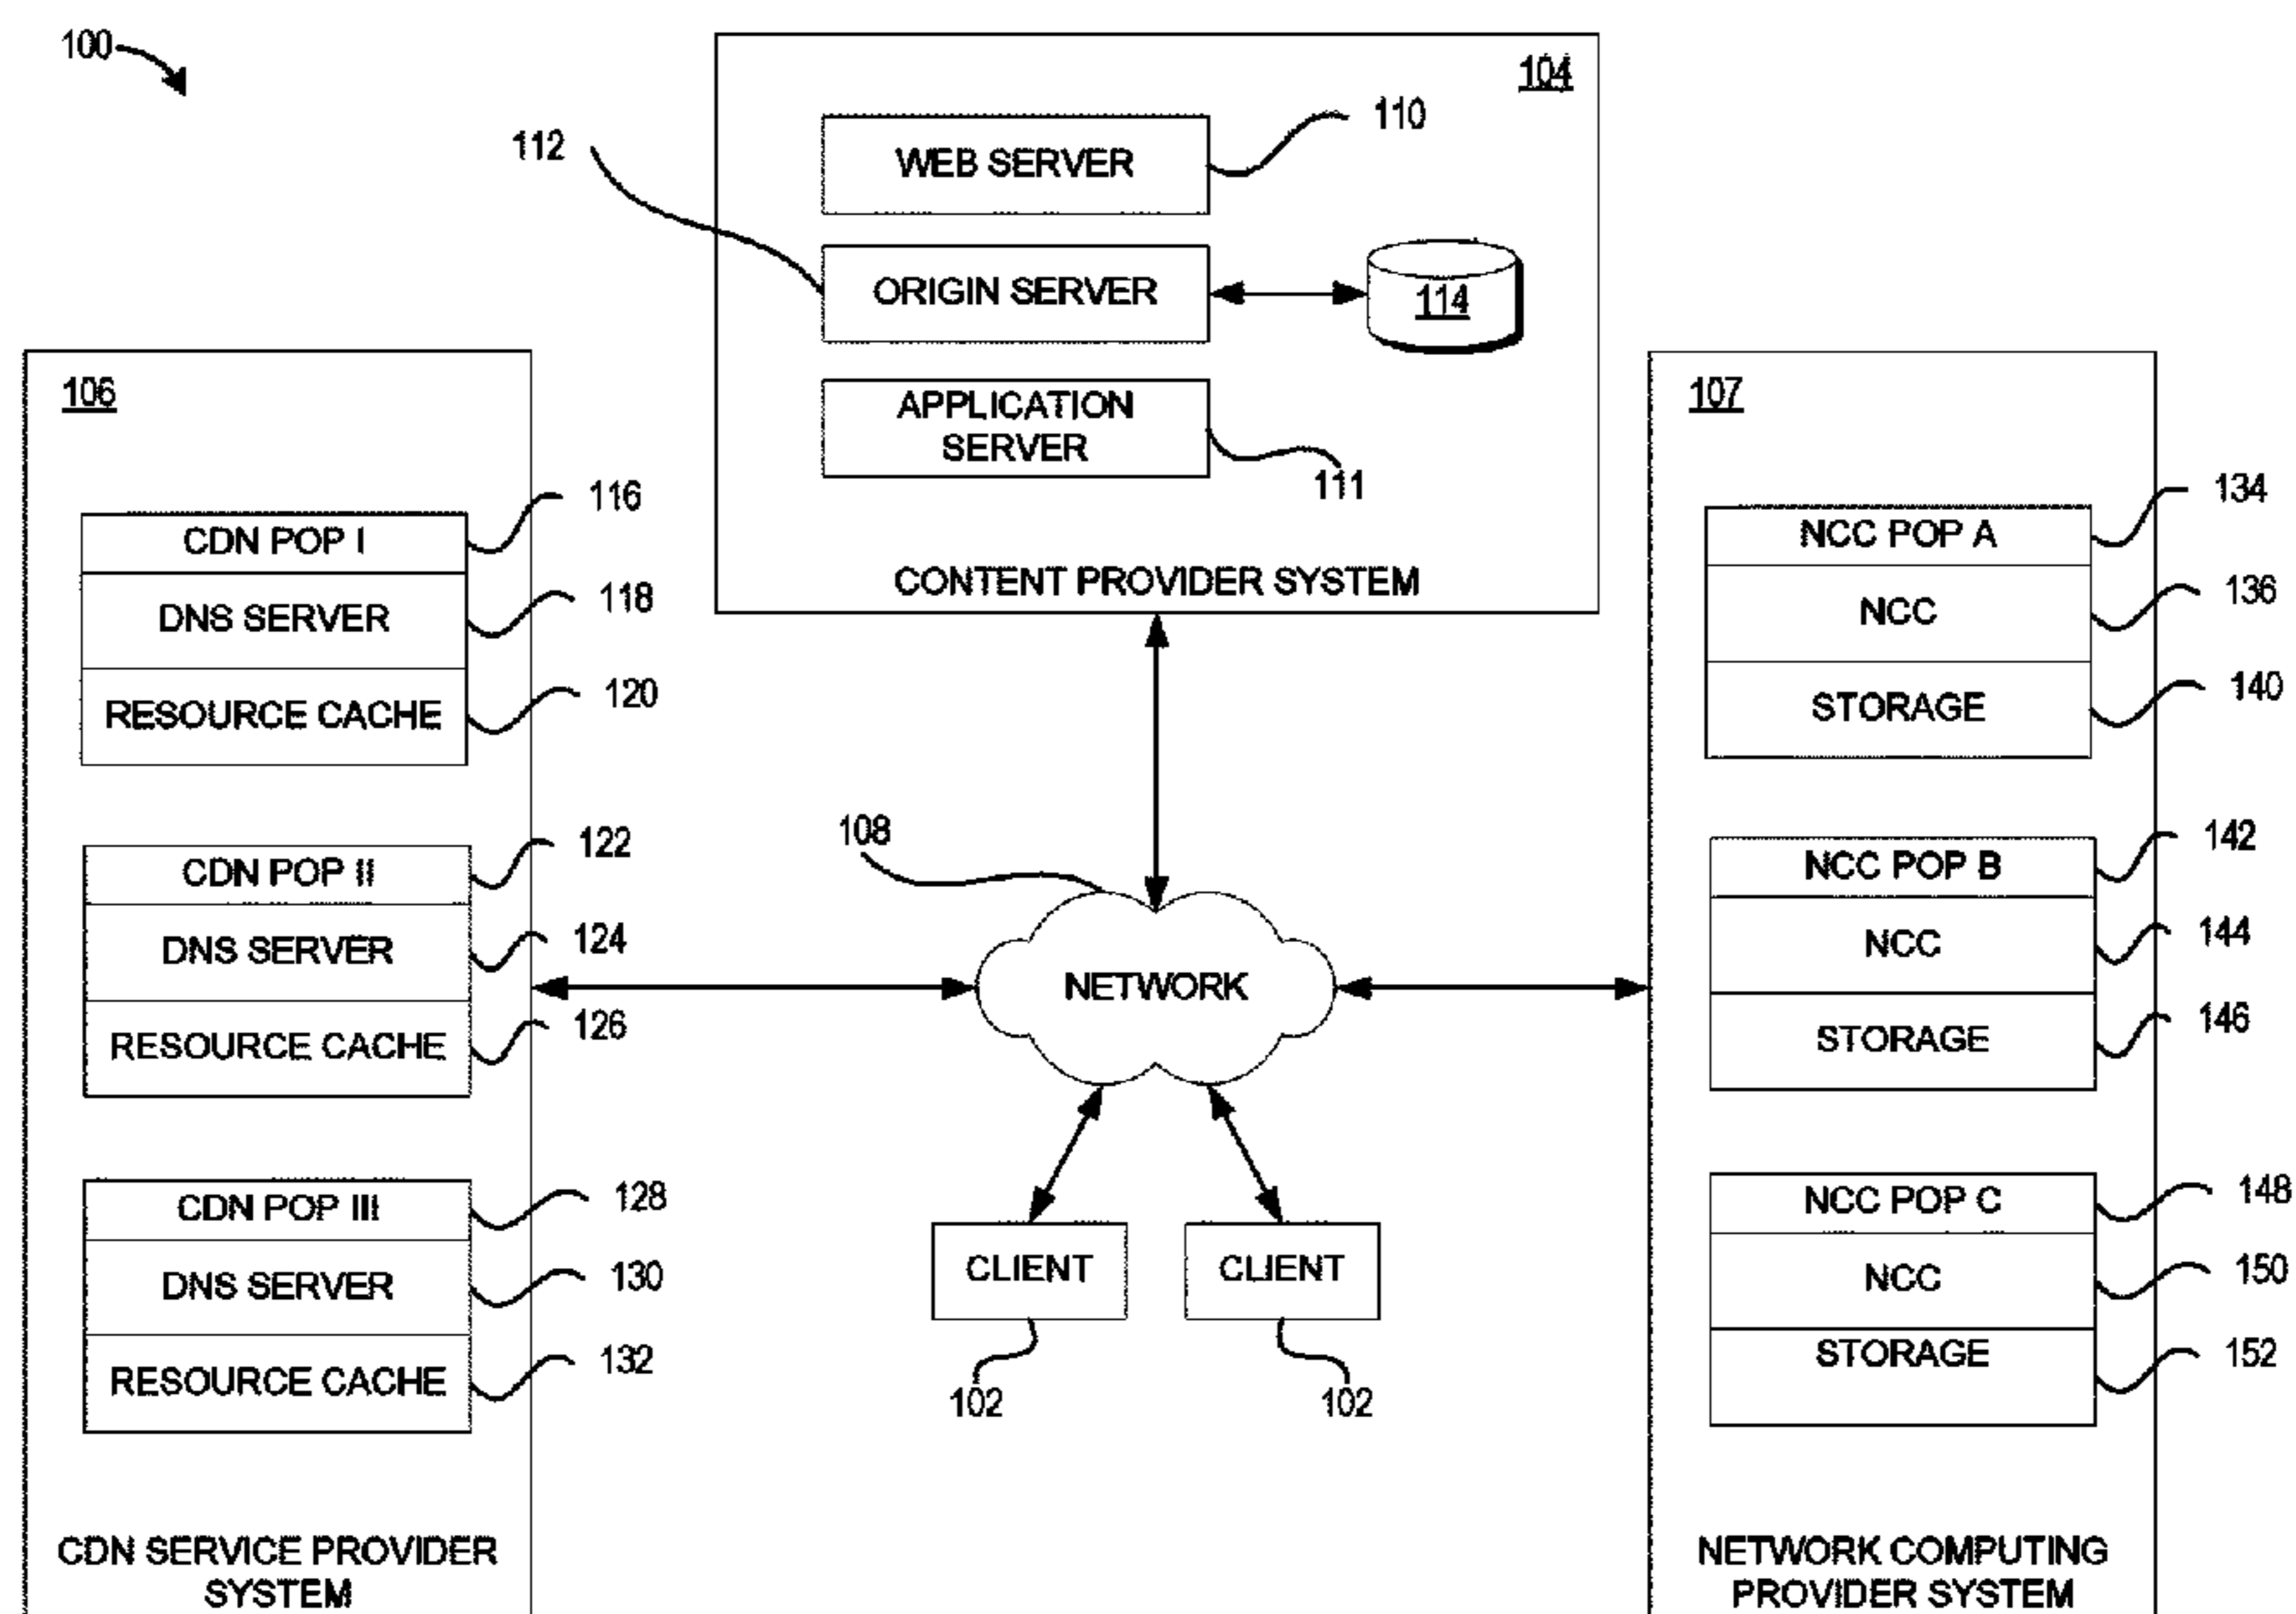 100
104
WEB SERVER
110
112
ORIGIN SERVER
114
APPLICATION
SERVER
111
CONTENT PROVIDER SYSTEM
106
CDN POP I
116
DNS SERVER
118
RESOURCE CACHE
120
CDN POP II
122
DNS SERVER
124
RESOURCE CACHE
126
CDN POP III
128
DNS SERVER
130
RESOURCE CACHE
132
CDN SERVICE PROVIDER
SYSTEM
108
NETWORK
CLIENT
CLIENT
102
102
107
NCC POP A
134
NCC
136
STORAGE
140
NCC POP B
142
NCC
144
STORAGE
146
NCC POP C
148
NCC
150
STORAGE
152
NETWORK COMPUTING
PROVIDER SYSTEM